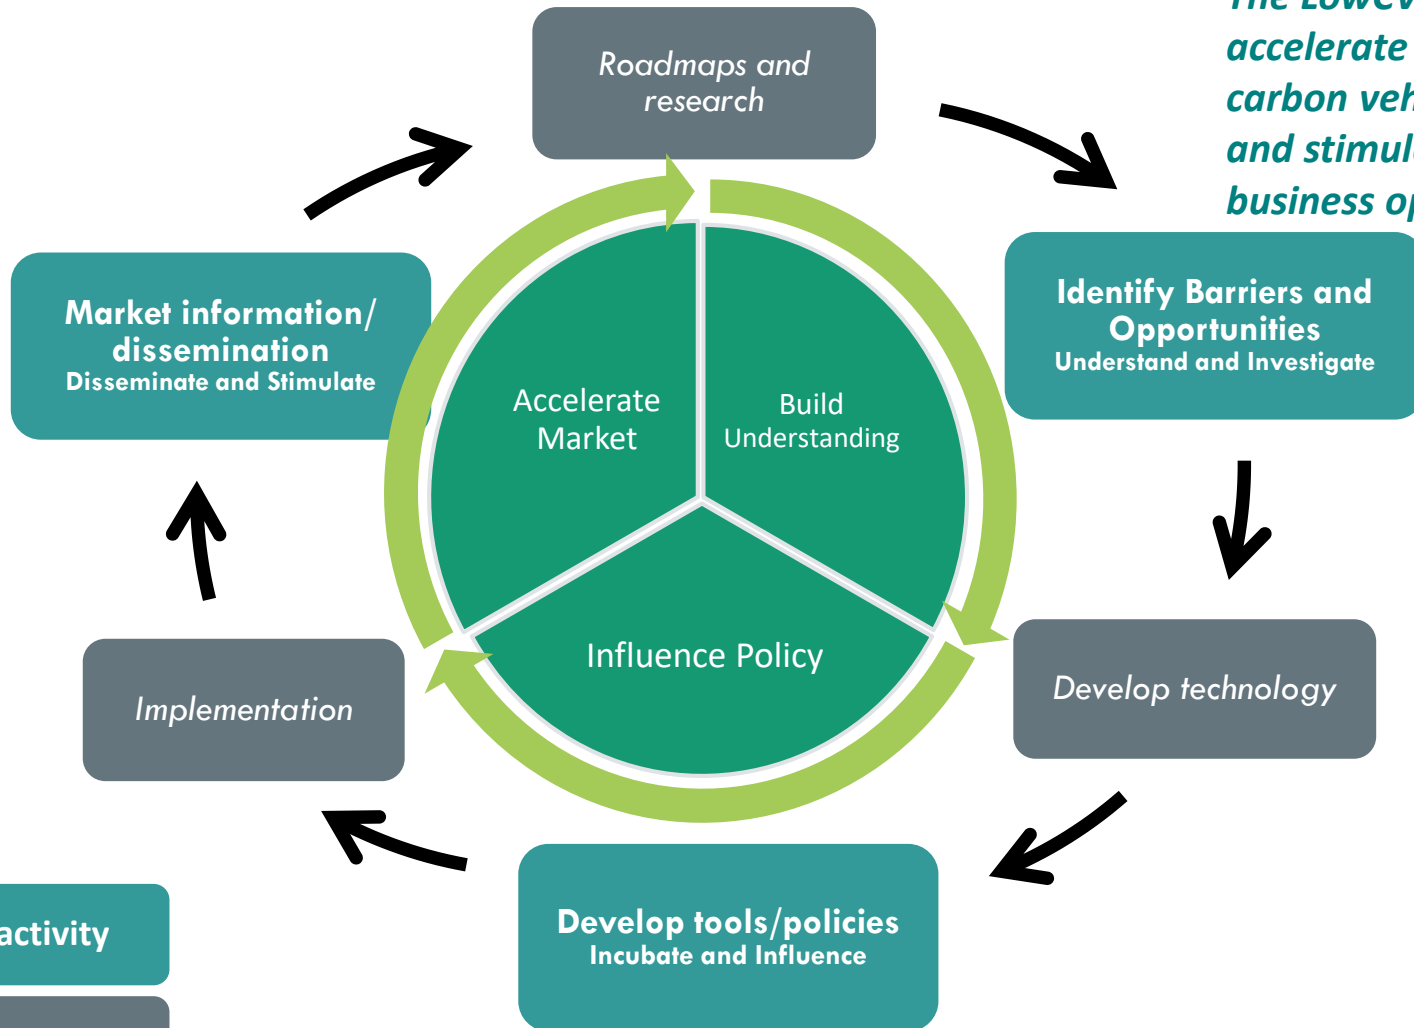 The LowCV
accelerate
carbon veh
and stimul
business op
Roadmaps and
research
Market information/
dissemination
Disseminate and Stimulate
Identify Barriers and
Opportunities
Understand and Investigate
Accelerate
Market
Build
Understanding
Influence Policy
Implementation
Develop technology
Develop tools/policies
Incubate and Influence
activity